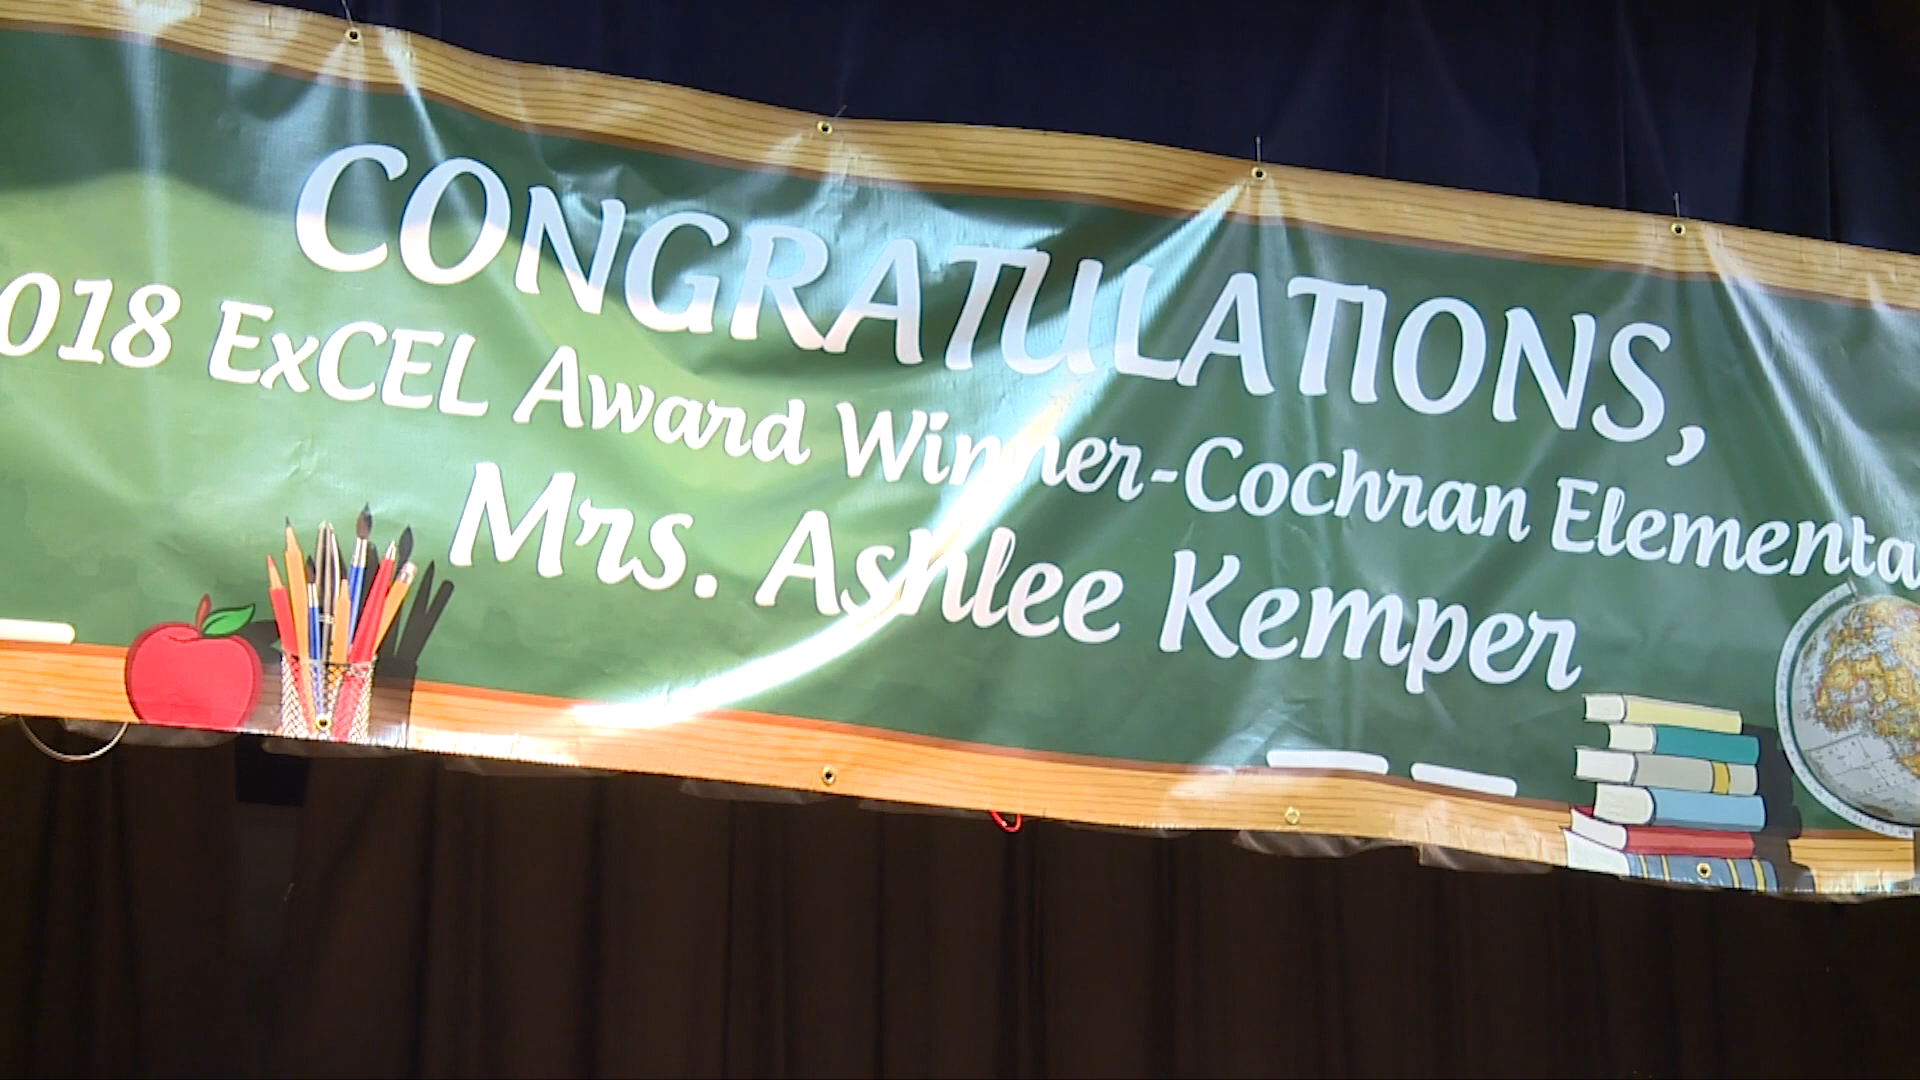 CONGRATULATIONS,
018 ExCEL Award Winner-Cochran Elementa
Mrs. Ashlee Kemper